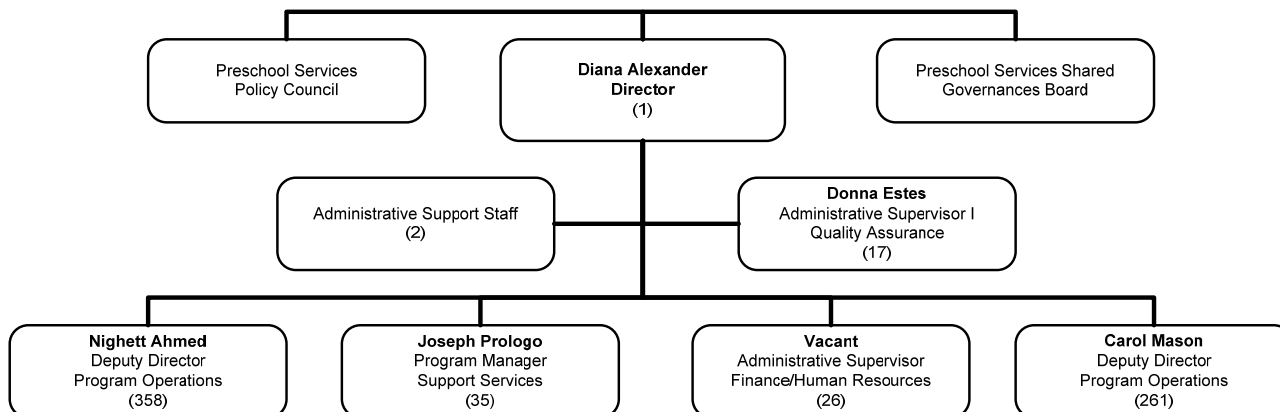 Preschool Services
Policy Council
Diana Alexander
Director
(1)
Preschool Services Shared
Governances Board
Administrative Support Staff
(2)
Donna Estes
Administrative Supervisor I
Quality Assurance
(17)
Nighett Ahmed
Deputy Director
Program Operations
(358)
Joseph Prologo
Program Manager
Support Services
(35)
Vacant
Administrative Supervisor
Finance/Human Resources
(26)
Carol Mason
Deputy Director
Program Operations
(261)